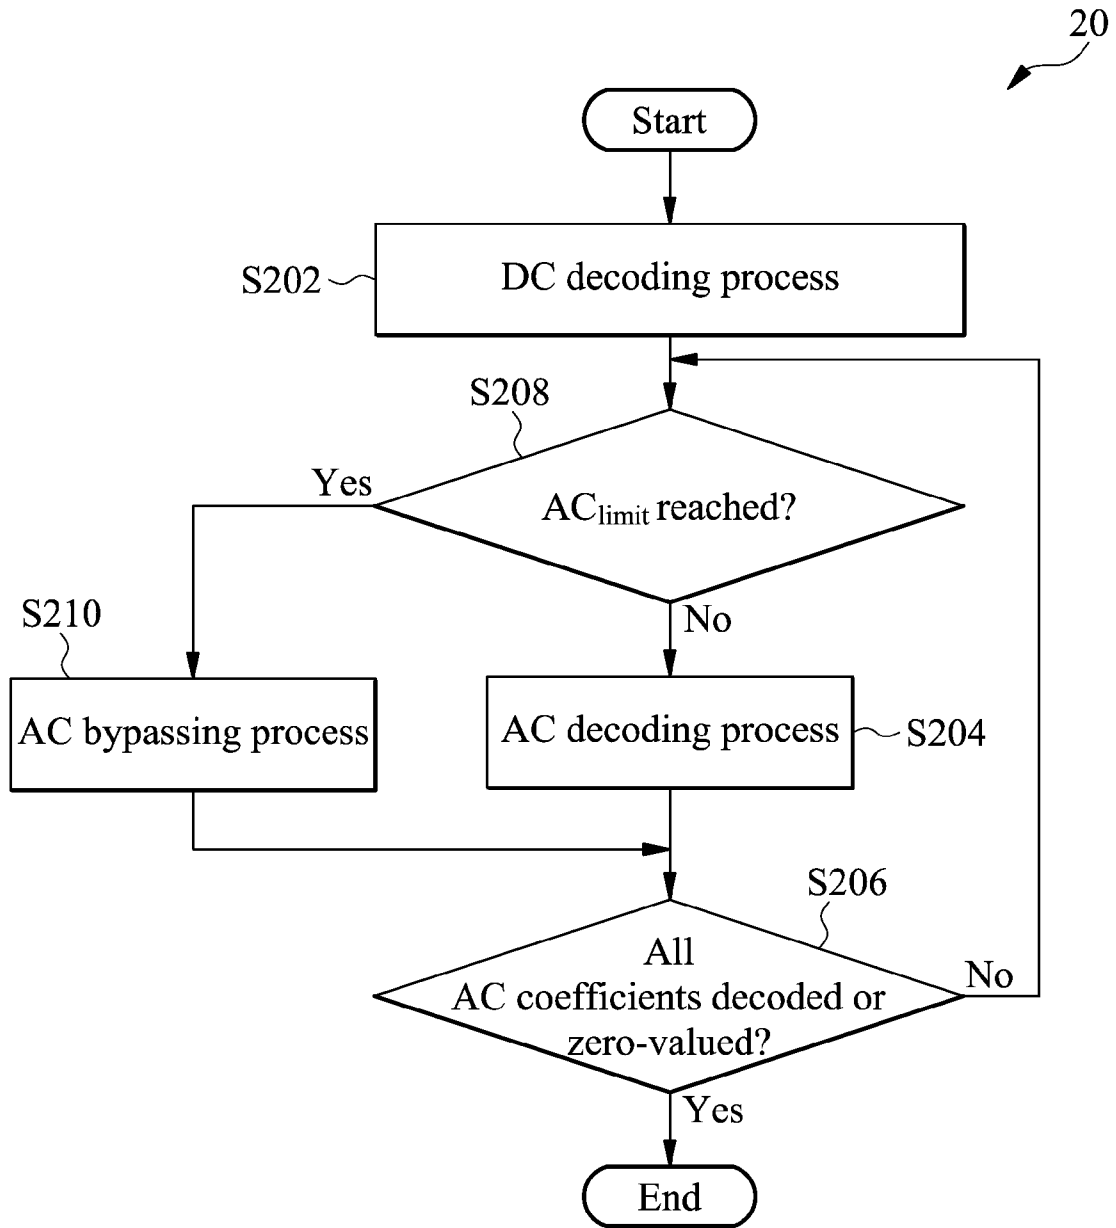 20
Start
S202
DC decoding process
S208
Yes
AClimit reached?
No
S210
AC bypassing process
AC decoding process
S204
S206
All
AC coefficients decoded or
zero-valued?
No
Yes
End